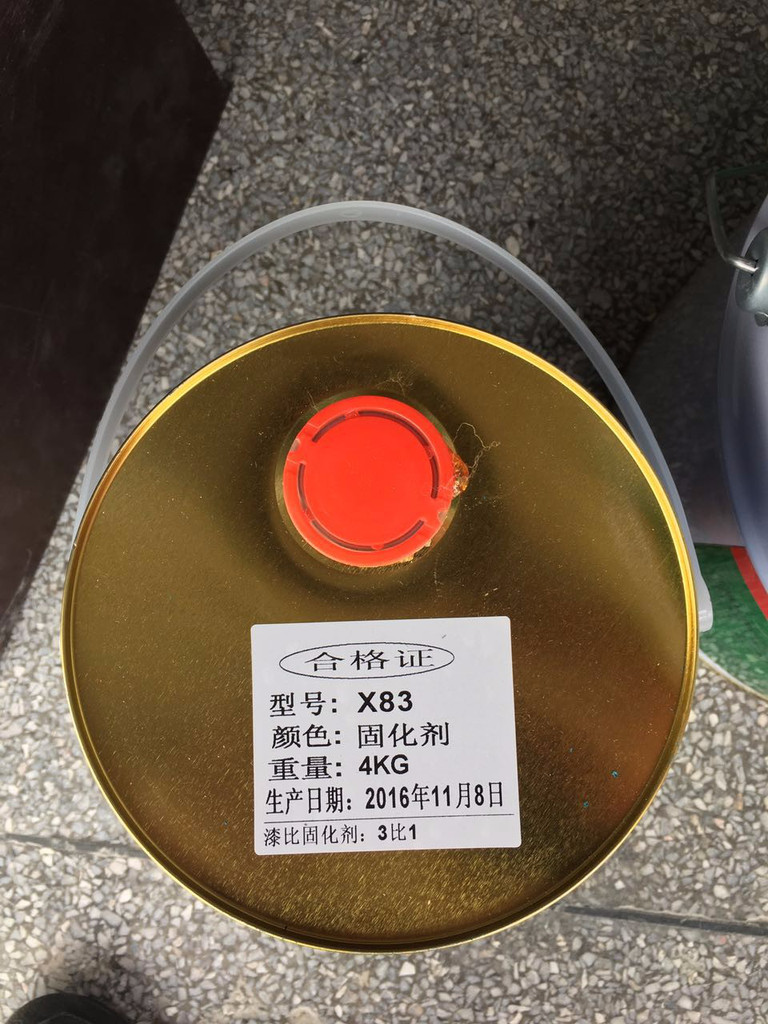 合格证
型号: X83
颜色: 固化剂
重量: 4KG
生产日期: 2016年11月8日
漆比固化剂: 3比1